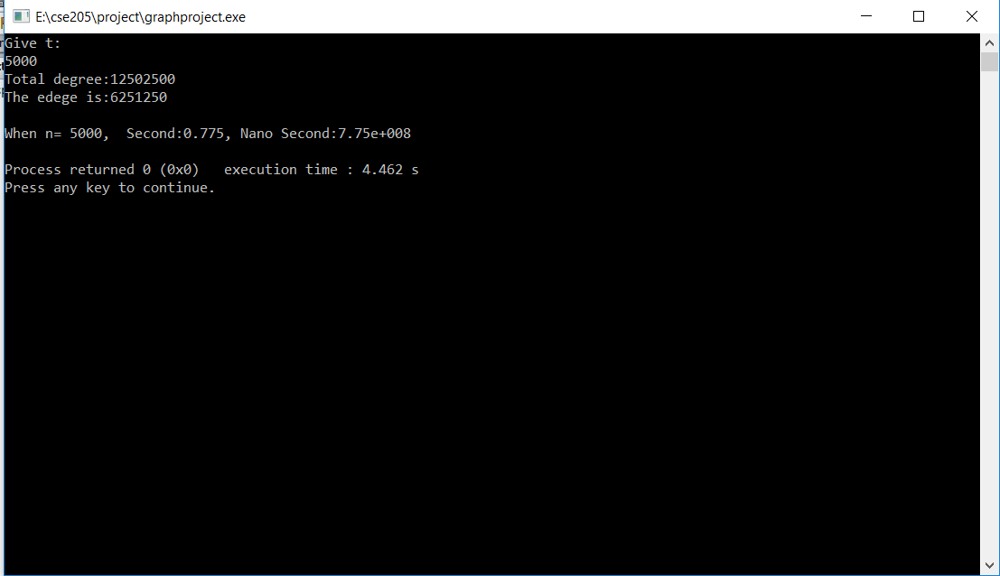 E:\cse205\project\graphproject.exe
Give t:
5000
Total degree:12502500
The edege is:6251250
When n= 5000,  Second:0.775, Nano Second:7.75e+008
Process returned 0 (0x0)   execution time : 4.462 s
Press any key to continue.